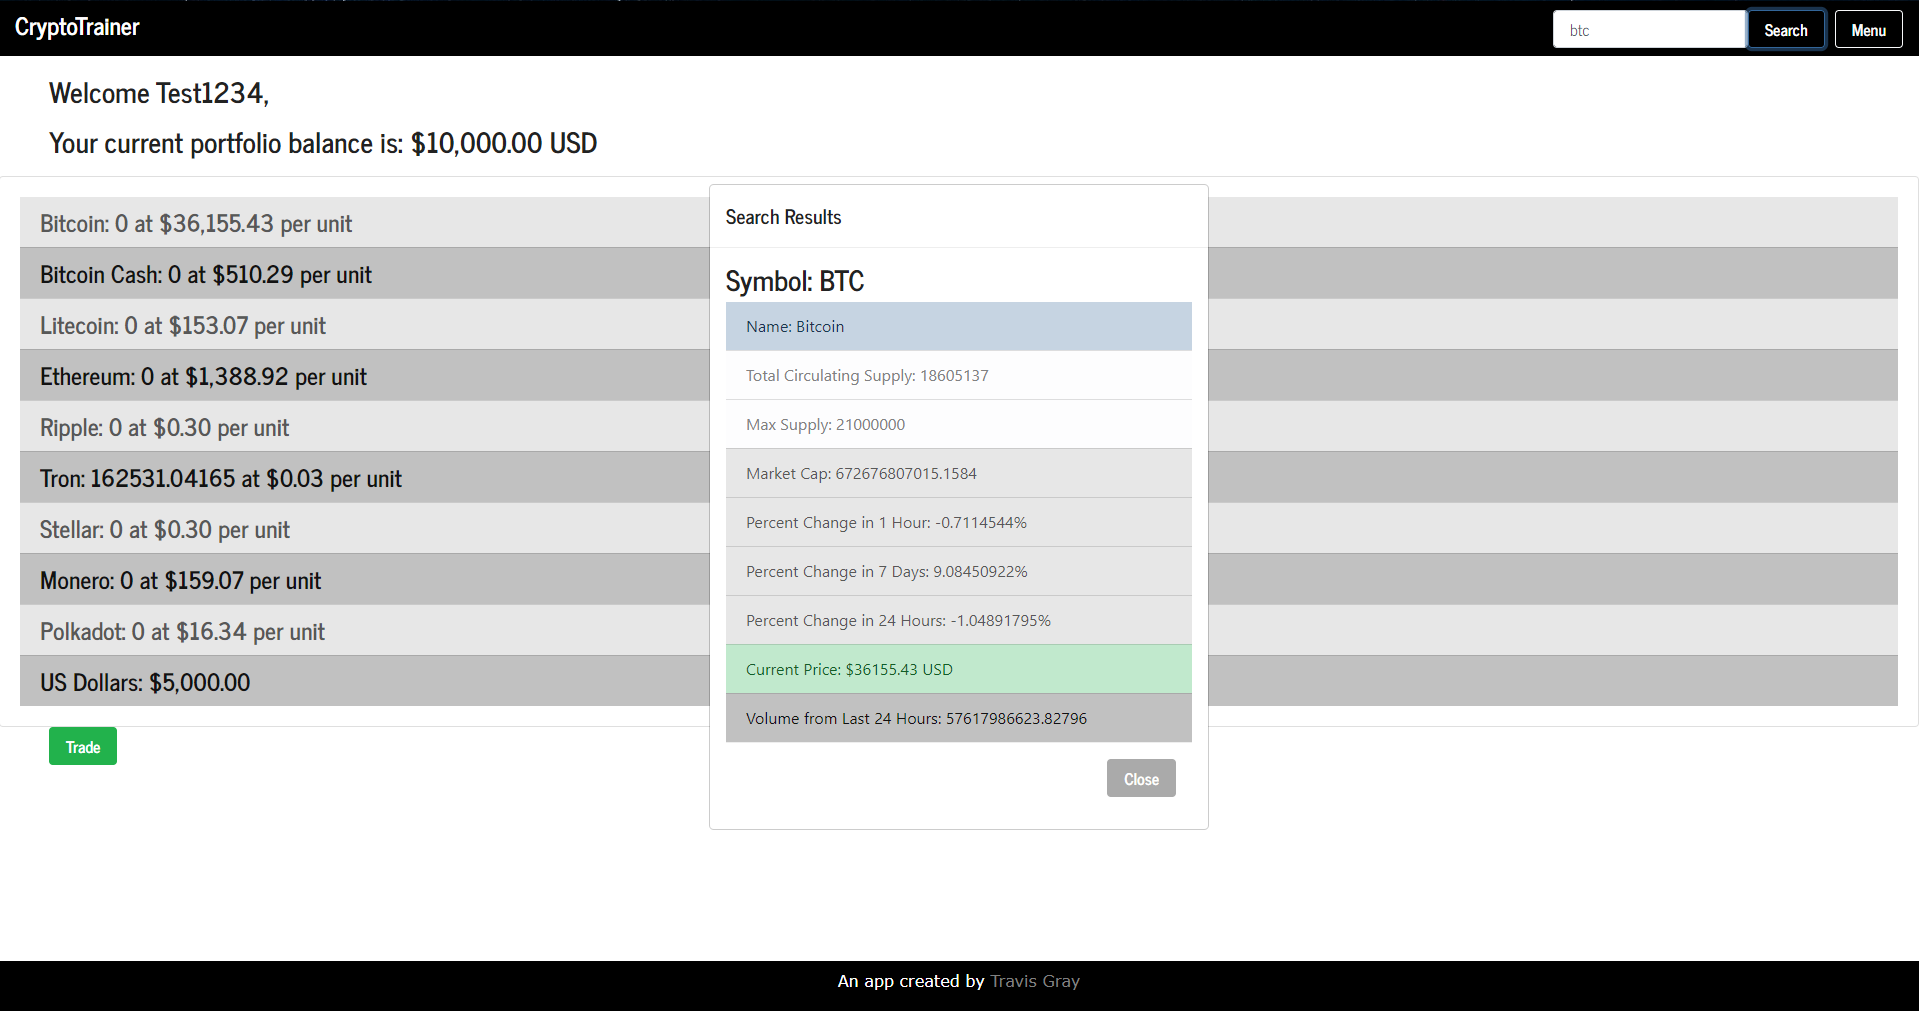 CryptoTrainer
btc
Search
Menu
Welcome Test1234,
Your current portfolio balance is: $10,000.00 USD
Bitcoin: 0 at $36,155.43 per unit
Bitcoin Cash: 0 at $510.29 per unit
Litecoin: 0 at $153.07 per unit
Ethereum: 0 at $1,388.92 per unit
Ripple: 0 at $0.30 per unit
Tron: 162531.04165 at $0.03 per unit
Stellar: 0 at $0.30 per unit
Monero: 0 at $159.07 per unit
Polkadot: 0 at $16.34 per unit
US Dollars: $5,000.00
Trade
Search Results
Symbol: BTC
Name: Bitcoin
Total Circulating Supply: 18605137
Max Supply: 21000000
Market Cap: 672676807015.1584
Percent Change in 1 Hour: -0.7114544%
Percent Change in 7 Days: 9.08450922%
Percent Change in 24 Hours: -1.04891795%
Current Price: $36155.43 USD
Volume from Last 24 Hours: 57617986623.82796
Close
An app created by Travis Gray